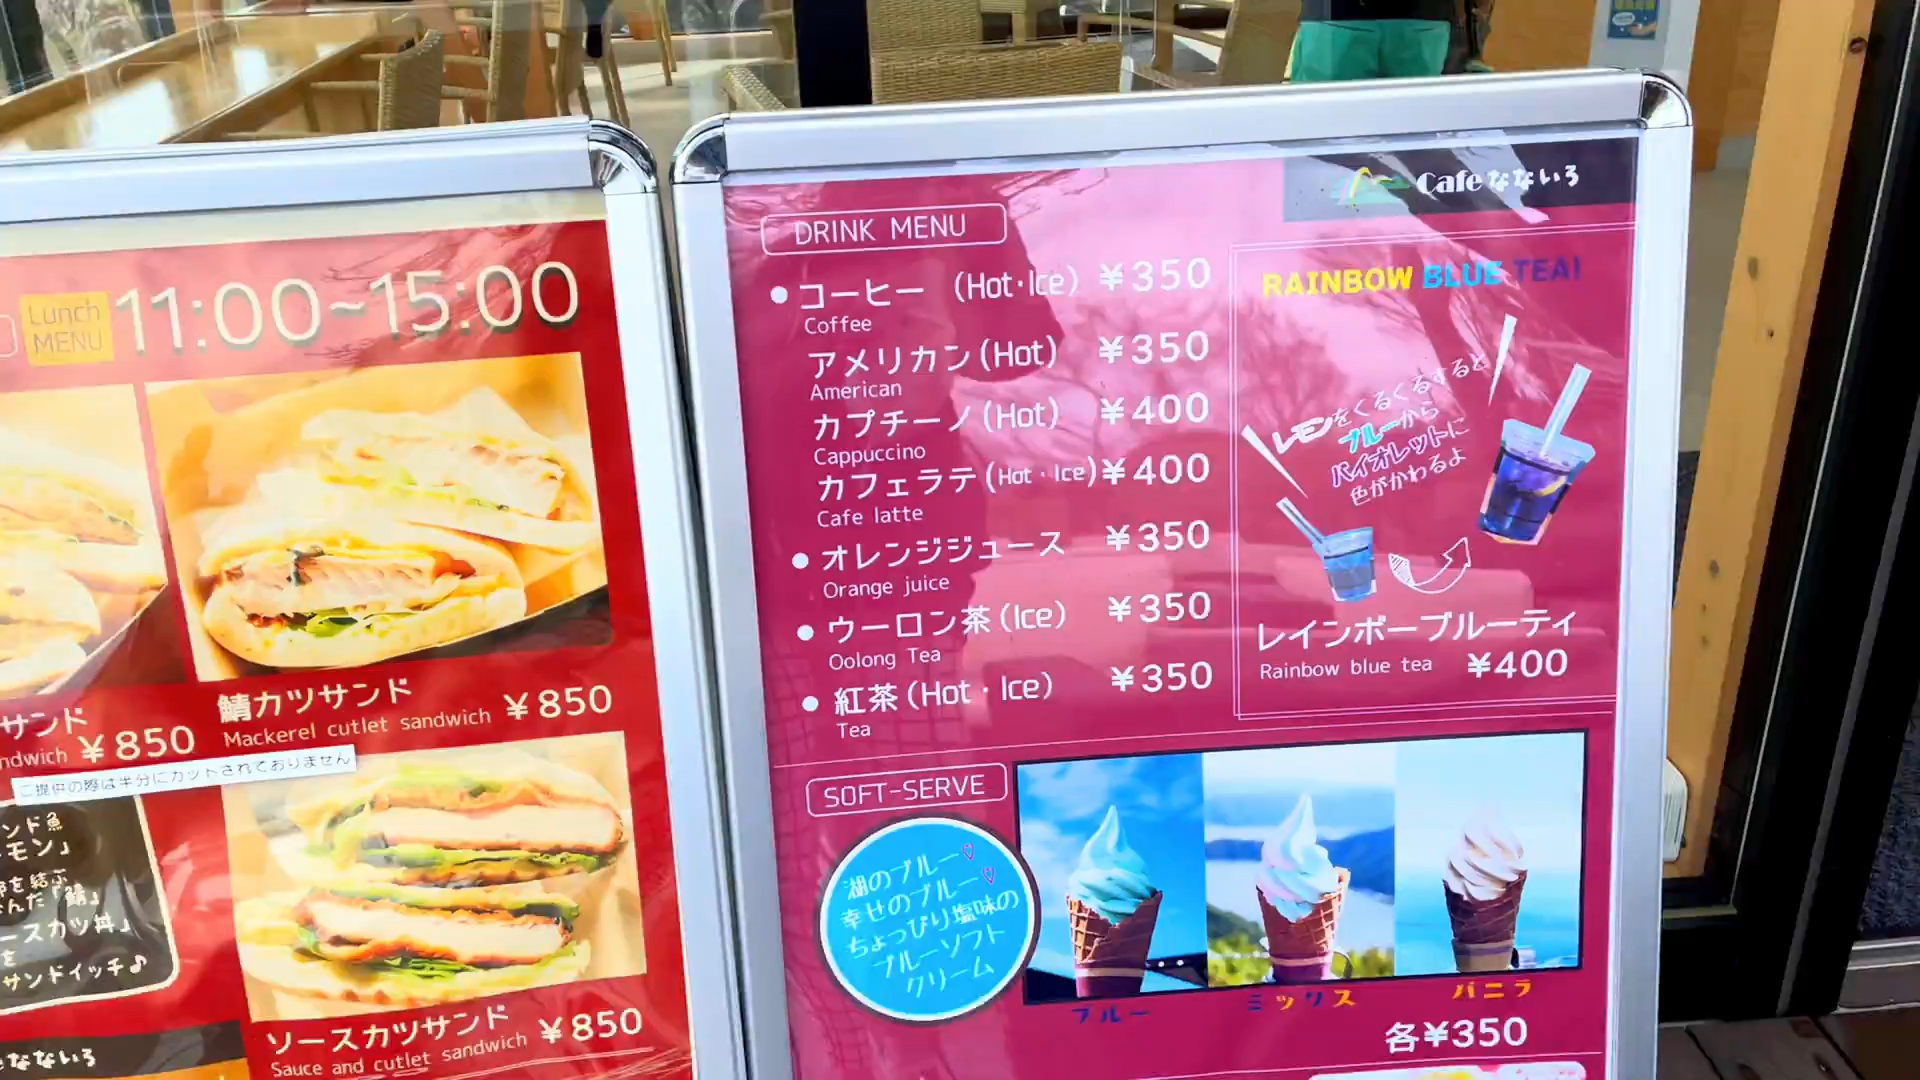 Lunch
MENU
11:00~15:00
サンド
¥850
鯖カツサンド
Mackerel cutlet sandwich ¥850
ご提供の際は半分にカットされておりません
ソースカツ丼」
を
サンドイッチ♪
なないろ
ソースカツサンド
Sauce and cutlet sandwich ¥850
Cafe なないろ
DRINK MENU
● コーヒー (Hot・Ice) ¥350
Coffee
アメリカン(Hot) ¥350
American
カプチーノ(Hot) ¥400
Cappuccino
カフェラテ(Hot・Ice) ¥400
Cafe latte
● オレンジジュース ¥350
Orange juice
● ウーロン茶(Ice) ¥350
Oolong Tea
● 紅茶(Hot・Ice) ¥350
Tea
RAINBOW BLUE TEA!
レモンをくるくるすると
ブルーから
バイオレットに
色がかわるよ
レインボーブルーティ
Rainbow blue tea ¥400
SOFT-SERVE
湖のブルー♡
幸せのブルー♡
ちょっぴり塩味の
ブルーソフト
クリーム
ブルー
ミックス
バニラ
各¥350